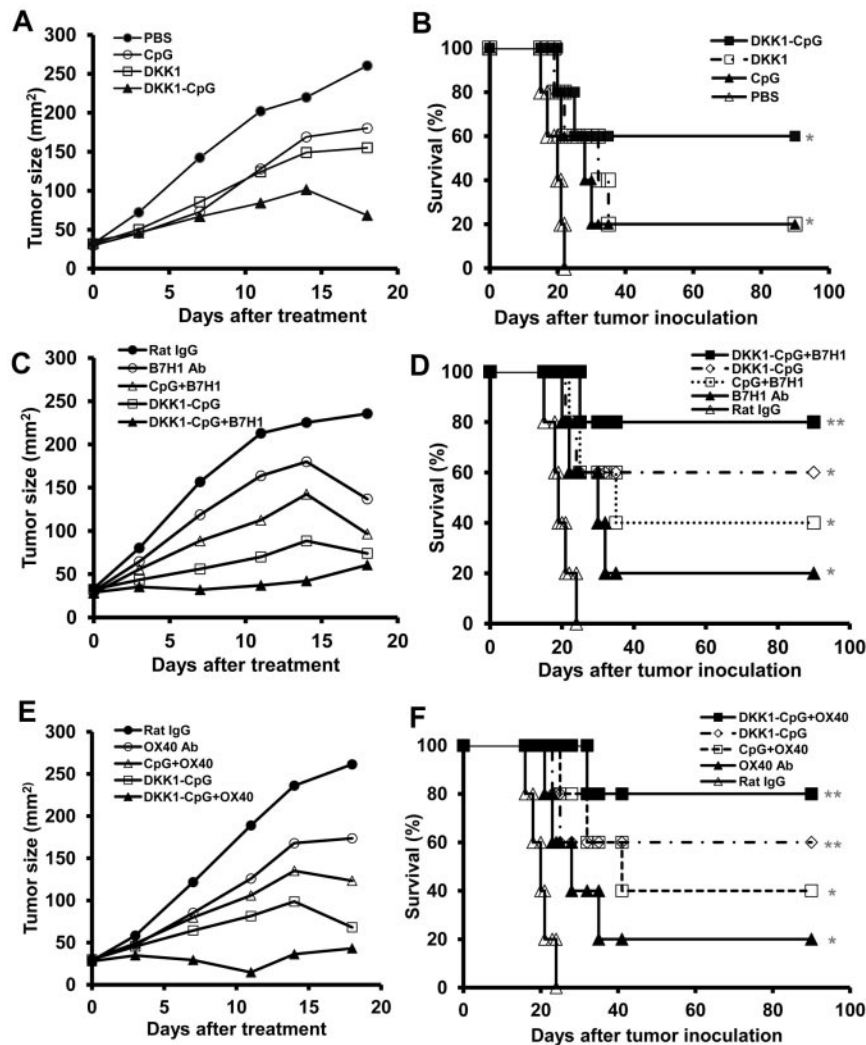 A
PBS
CpG
DKK1
DKK1-CpG
Tumor size (mm²)
300
250
200
150
100
50
0
0 5 10 15 20
Days after treatment
B
DKK1-CpG
DKK1
CpG
PBS
Survival (%)
100
80
60
40
20
0
*
*
0 20 40 60 80 100
Days after tumor inoculation
C
Rat IgG
B7H1 Ab
CpG+B7H1
DKK1-CpG
DKK1-CpG+B7H1
Tumor size (mm²)
300
250
200
150
100
50
0
0 5 10 15 20
Days after treatment
D
DKK1-CpG+B7H1
DKK1-CpG
CpG+B7H1
B7H1 Ab
Rat IgG
Survival (%)
100
80
60
40
20
0
**
*
*
*
0 20 40 60 80 100
Days after tumor inoculation
E
Rat IgG
OX40 Ab
CpG+OX40
DKK1-CpG
DKK1-CpG+OX40
Tumor size (mm²)
300
250
200
150
100
50
0
0 5 10 15 20
Days after treatment
F
DKK1-CpG+OX40
DKK1-CpG
CpG+OX40
OX40 Ab
Rat IgG
Survival (%)
100
80
60
40
20
0
**
**
*
*
0 20 40 60 80 100
Days after tumor inoculation